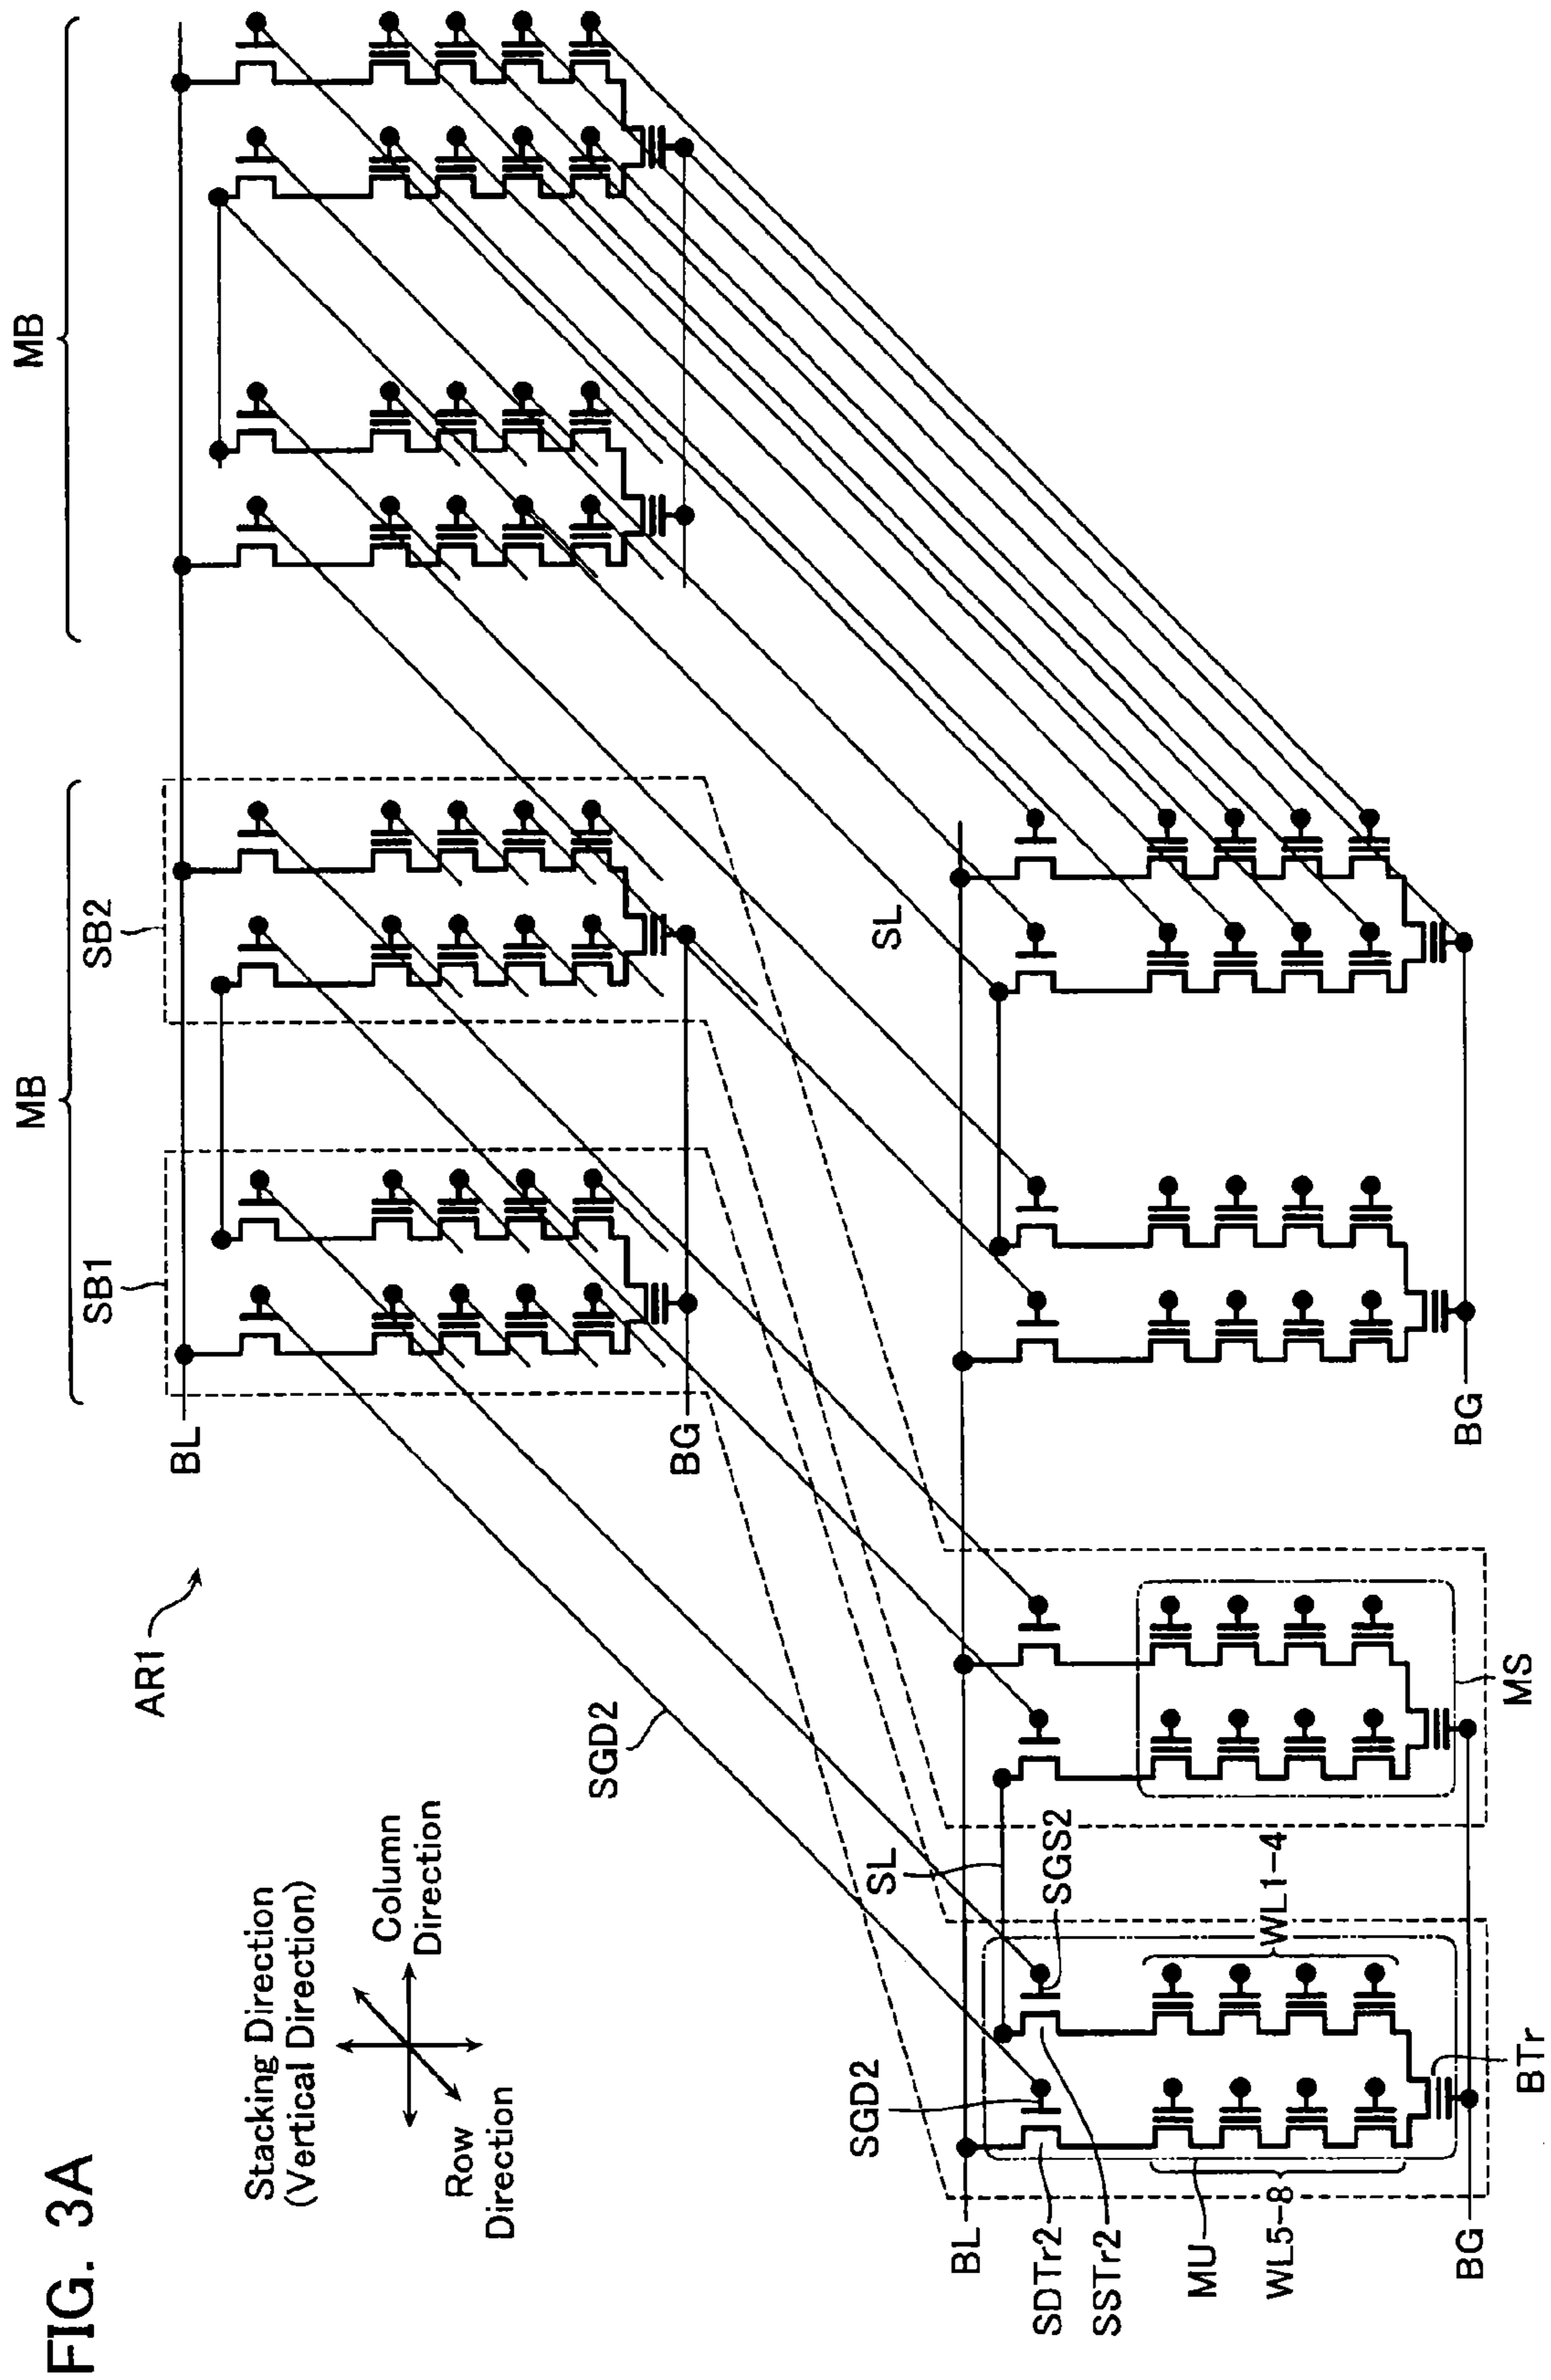 FIG. 3A
Stacking Direction
(Vertical Direction)
Row
Direction
Column
Direction
AR1
MB
MB
SB1
SB2
BL
BG
SGD2
SL
SL
SGD2
SGS2
BL
SDTr2
SSTr2
MU
WL5-8
WL1-4
BG
BTr
MS
BG